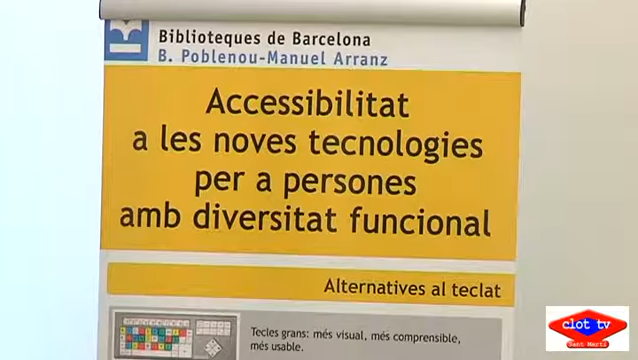 Biblioteques de Barcelona
B. Poblenou-Manuel Arranz
Accessibilitat
a les noves tecnologies
per a persones
amb diversitat funcional
Alternatives al teclat
Tecles grans: més visual, més comprensible,
més usable.
clot tv
Sant Martí